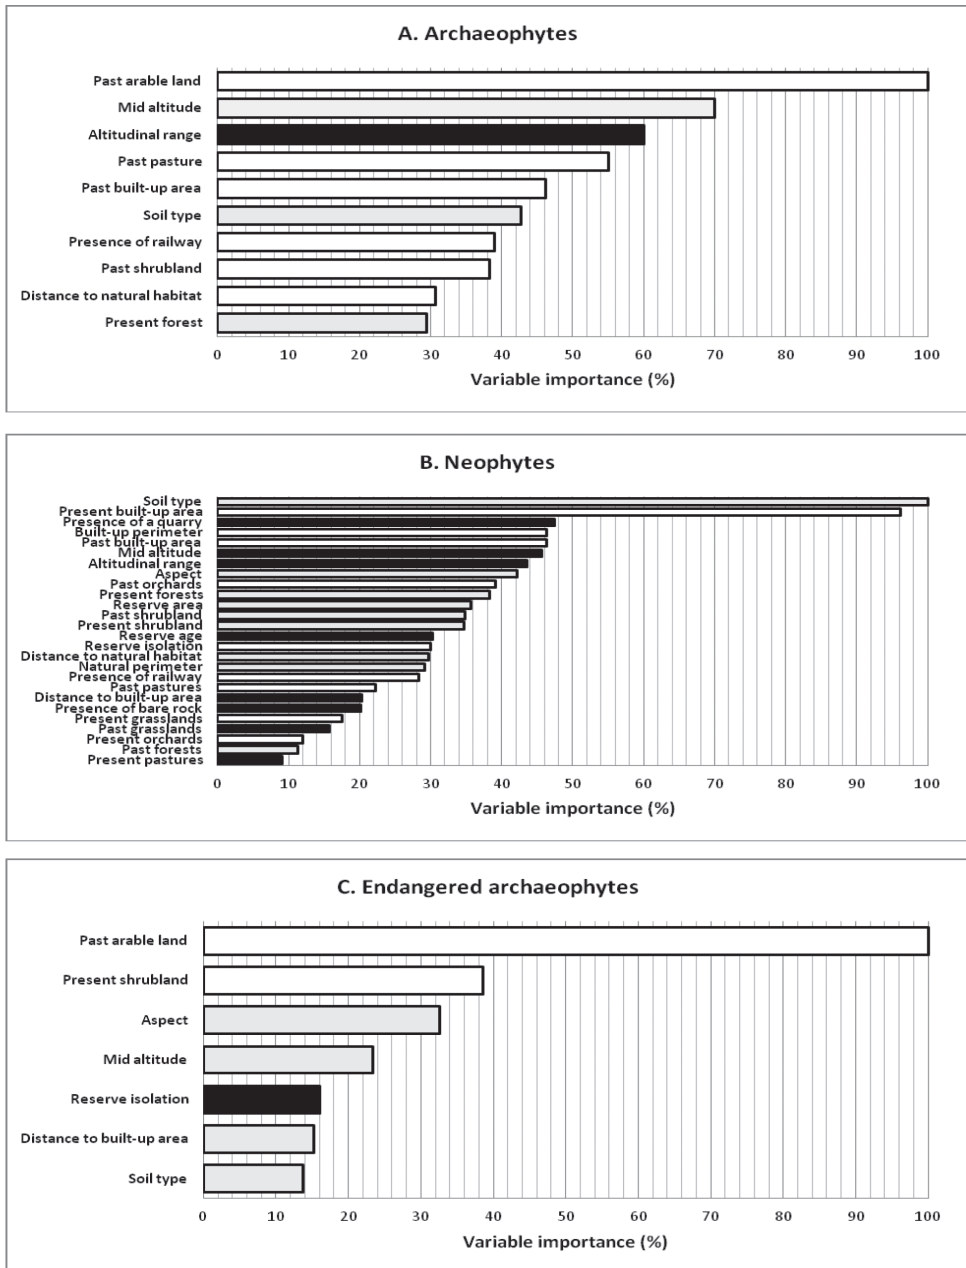 A. Archaeophytes
Past arable land
Mid altitude
Altitudinal range
Past pasture
Past built-up area
Soil type
Presence of railway
Past shrubland
Distance to natural habitat
Present forest
0 10 20 30 40 50 60 70 80 90 100
Variable importance (%)
B. Neophytes
Soil type
Present built-up area
Presence of a quarry
Built-up perimeter
Past built-up area
Mid altitude
Altitudinal range
Aspect
Past orchards
Present forests
Reserve area
Past shrubland
Present shrubland
Reserve age
Reserve isolation
Distance to natural habitat
Natural perimeter
Presence of railway
Past pastures
Distance to built-up area
Presence of bare rock
Present grasslands
Past grasslands
Present orchards
Past forests
Present pastures
0 10 20 30 40 50 60 70 80 90 100
Variable importance (%)
C. Endangered archaeophytes
Past arable land
Present shrubland
Aspect
Mid altitude
Reserve isolation
Distance to built-up area
Soil type
0 10 20 30 40 50 60 70 80 90 100
Variable importance (%)